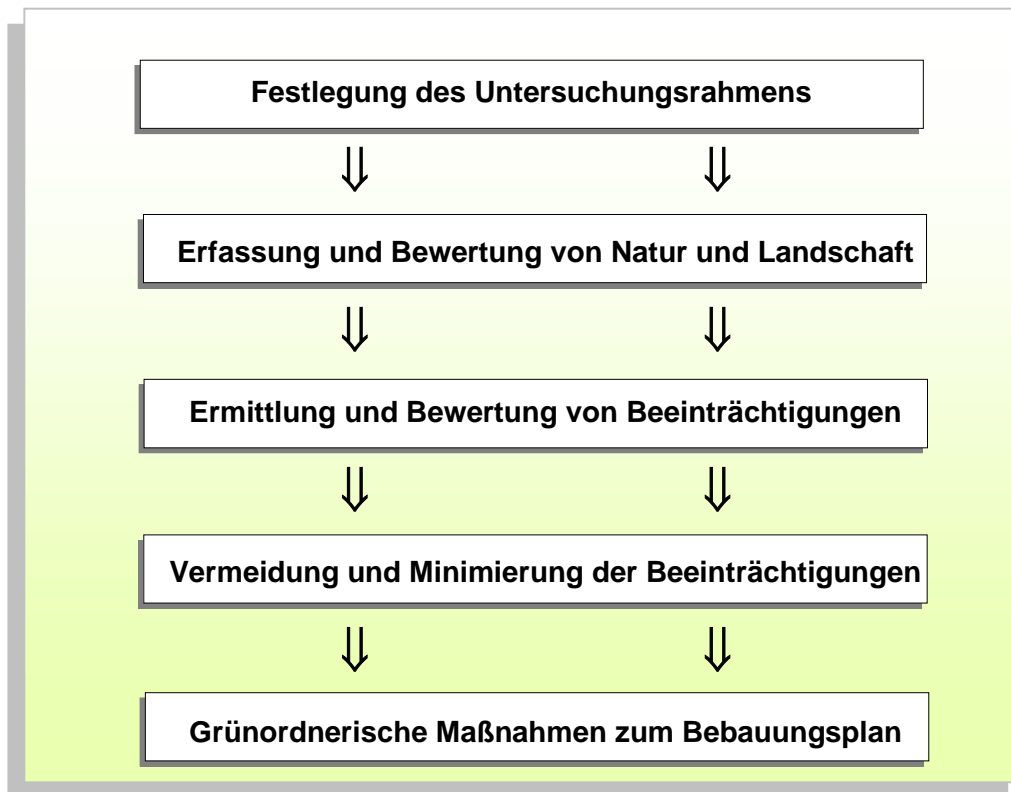 Festlegung des Untersuchungsrahmens
⇓ ⇓
Erfassung und Bewertung von Natur und Landschaft
⇓ ⇓
Ermittlung und Bewertung von Beeinträchtigungen
⇓ ⇓
Vermeidung und Minimierung der Beeinträchtigungen
⇓ ⇓
Grünordnerische Maßnahmen zum Bebauungsplan